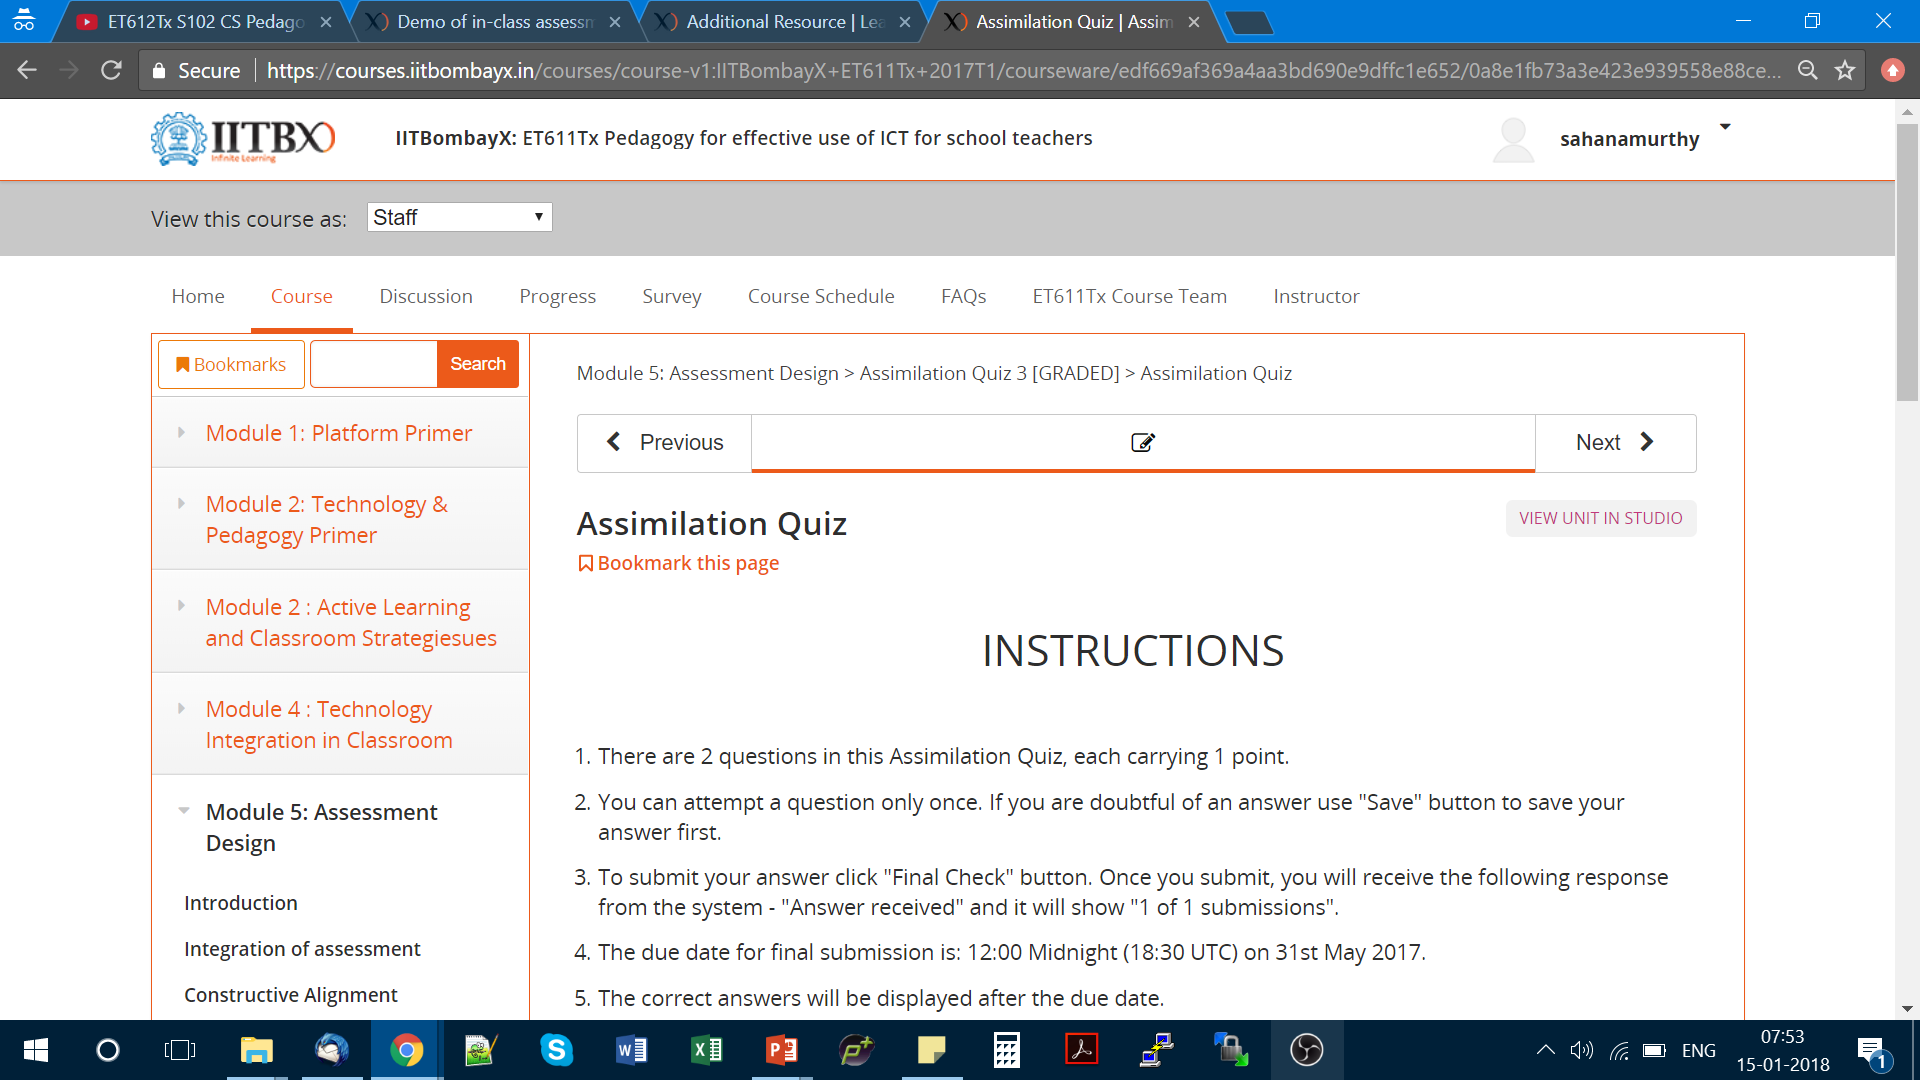 ET612Tx S102 CS Pedago
Demo of in-class assessm
Additional Resource | Lea
Assimilation Quiz | Assim
Secure
https://courses.iitbombayx.in/courses/course-v1:IITBombayX+ET611Tx+2017T1/courseware/edf669af369a4aa3bd690e9dffc1e652/0a8e1fb73a3e423e939558e88ce...
IITBX
Infinite Learning
IITBombayX: ET611Tx Pedagogy for effective use of ICT for school teachers
sahanamurthy
View this course as: Staff
Home Course Discussion Progress Survey Course Schedule FAQs ET611Tx Course Team Instructor
Bookmarks
Search
Module 1: Platform Primer
Module 2: Technology &
Pedagogy Primer
Module 2 : Active Learning
and Classroom Strategiesues
Module 4 : Technology
Integration in Classroom
Module 5: Assessment
Design
Introduction
Integration of assessment
Constructive Alignment
Module 5: Assessment Design > Assimilation Quiz 3 [GRADED] > Assimilation Quiz
Previous
Next
Assimilation Quiz
VIEW UNIT IN STUDIO
Bookmark this page
INSTRUCTIONS
1. There are 2 questions in this Assimilation Quiz, each carrying 1 point.
2. You can attempt a question only once. If you are doubtful of an answer use "Save" button to save your
answer first.
3. To submit your answer click "Final Check" button. Once you submit, you will receive the following response
from the system - "Answer received" and it will show "1 of 1 submissions".
4. The due date for final submission is: 12:00 Midnight (18:30 UTC) on 31st May 2017.
5. The correct answers will be displayed after the due date.
ENG
07:53
15-01-2018
1